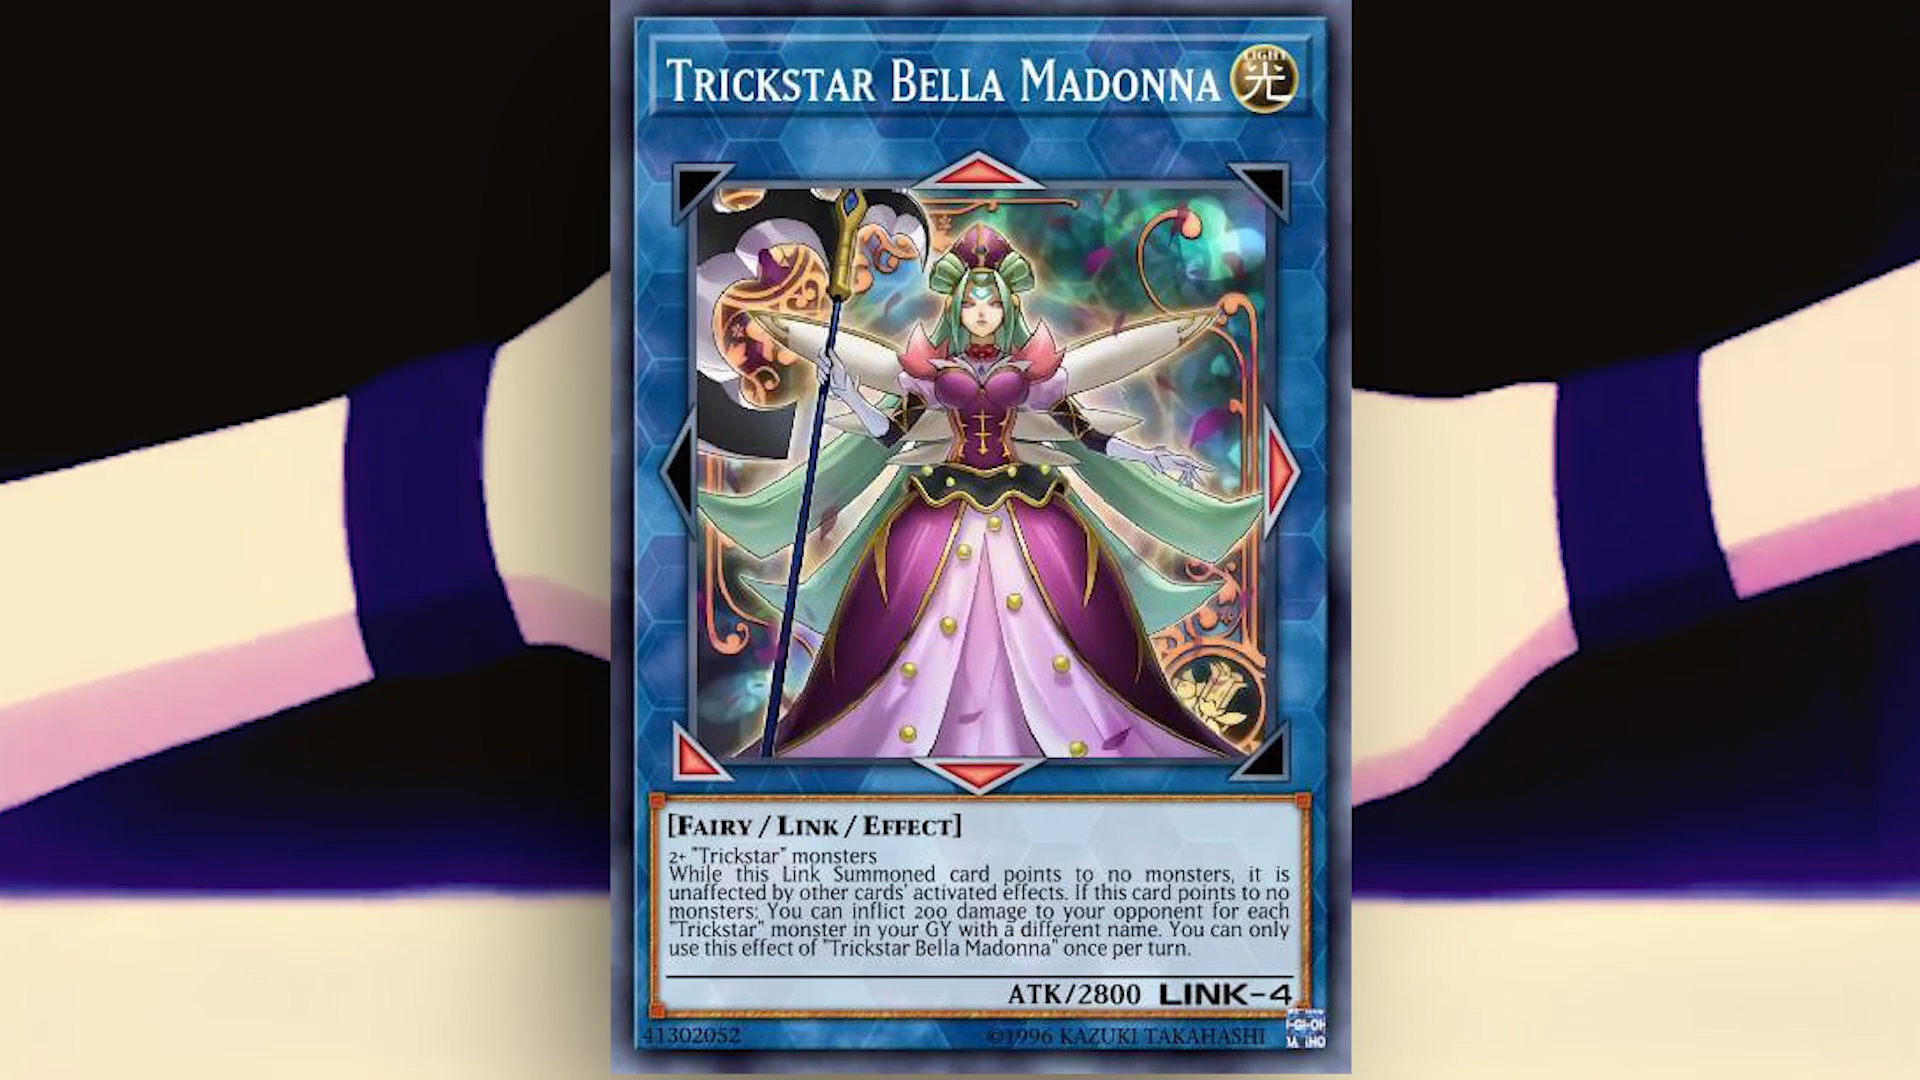 TRICKSTAR BELLA MADONNA
LIGHT
光
[FAIRY / LINK / EFFECT]
2+ "Trickstar" monsters
While this Link Summoned card points to no monsters, it is
unaffected by other cards' activated effects. If this card points to no
monsters: You can inflict 200 damage to your opponent for each
"Trickstar" monster in your GY with a different name. You can only
use this effect of "Trickstar Bella Madonna" once per turn.
ATK/2800 LINK-4
41302052 ©1996 KAZUKI TAKAHASHI